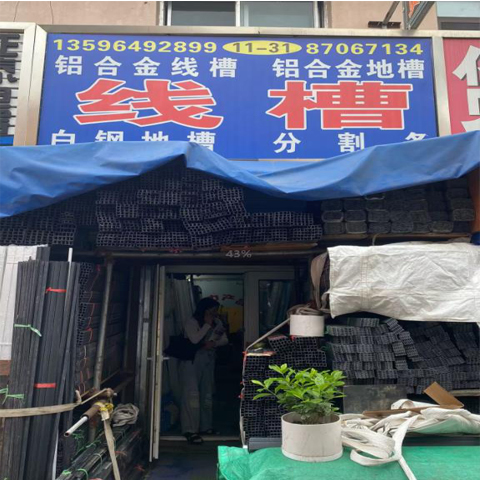 13596492899 11-31 87067134
铝合金线槽 铝合金地槽
线槽
白钢地槽 分割条
43%